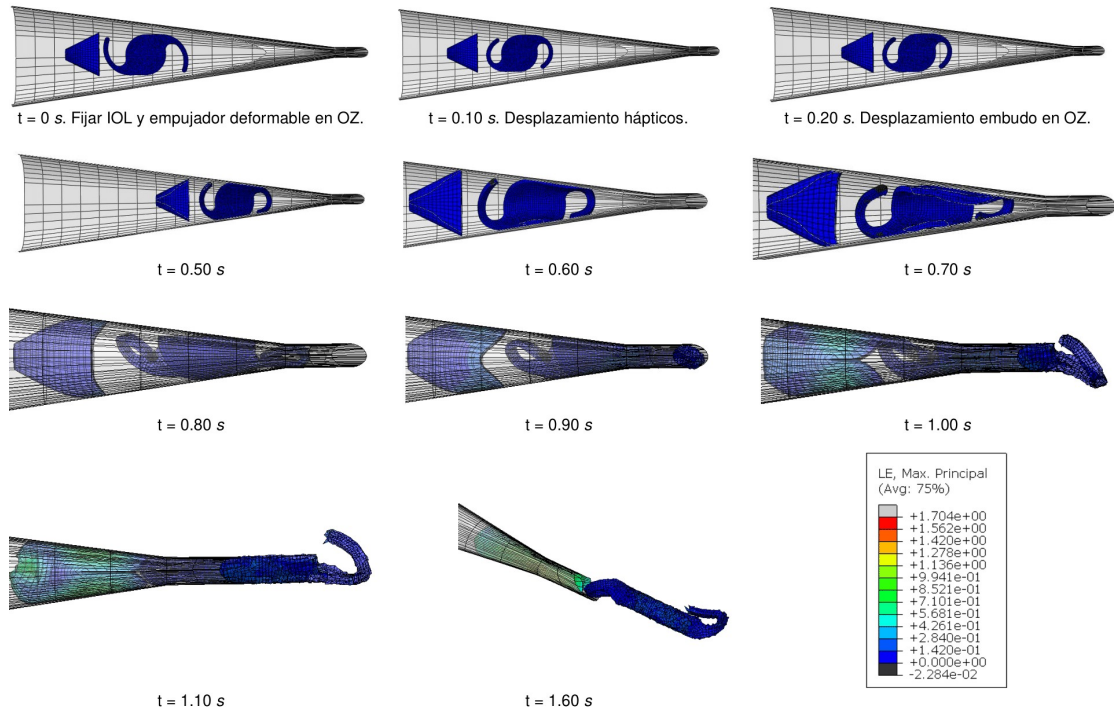 t = 0 s. Fijar IOL y empujador deformable en OZ.
t = 0.10 s. Desplazamiento hápticos.
t = 0.20 s. Desplazamiento embudo en OZ.
t = 0.50 s
t = 0.60 s
t = 0.70 s
t = 0.80 s
t = 0.90 s
t = 1.00 s
LE, Max. Principal
(Avg: 75%)
+1.704e+00
+1.562e+00
+1.420e+00
+1.278e+00
+1.136e+00
+9.941e-01
+8.521e-01
+7.101e-01
+5.681e-01
+4.261e-01
+2.840e-01
+1.420e-01
+0.000e+00
-2.284e-02
t = 1.10 s
t = 1.60 s